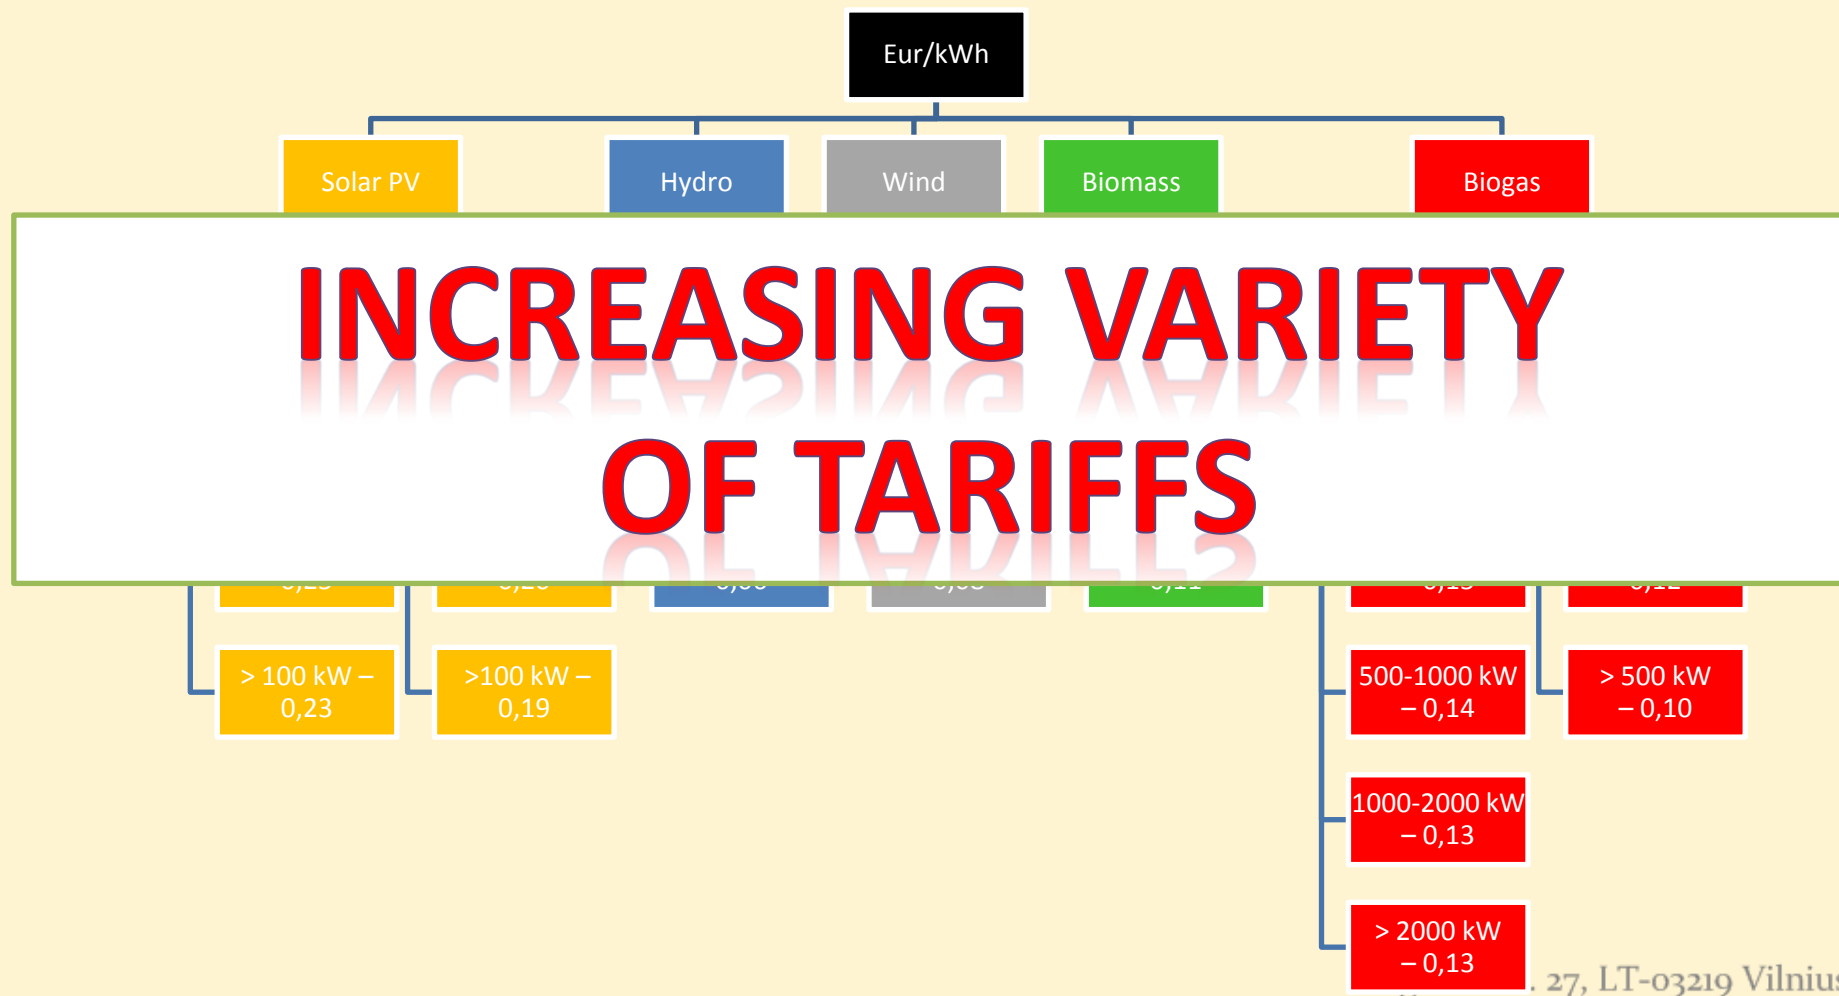 Eur/kWh
Solar PV
Hydro
Wind
Biomass
Biogas
INCREASING VARIETY
OF TARIFFS
> 100 kW –
0,23
>100 kW –
0,19
500-1000 kW
– 0,14
> 500 kW
– 0,10
1000-2000 kW
– 0,13
> 2000 kW
– 0,13
27, LT-03219 Vilnius